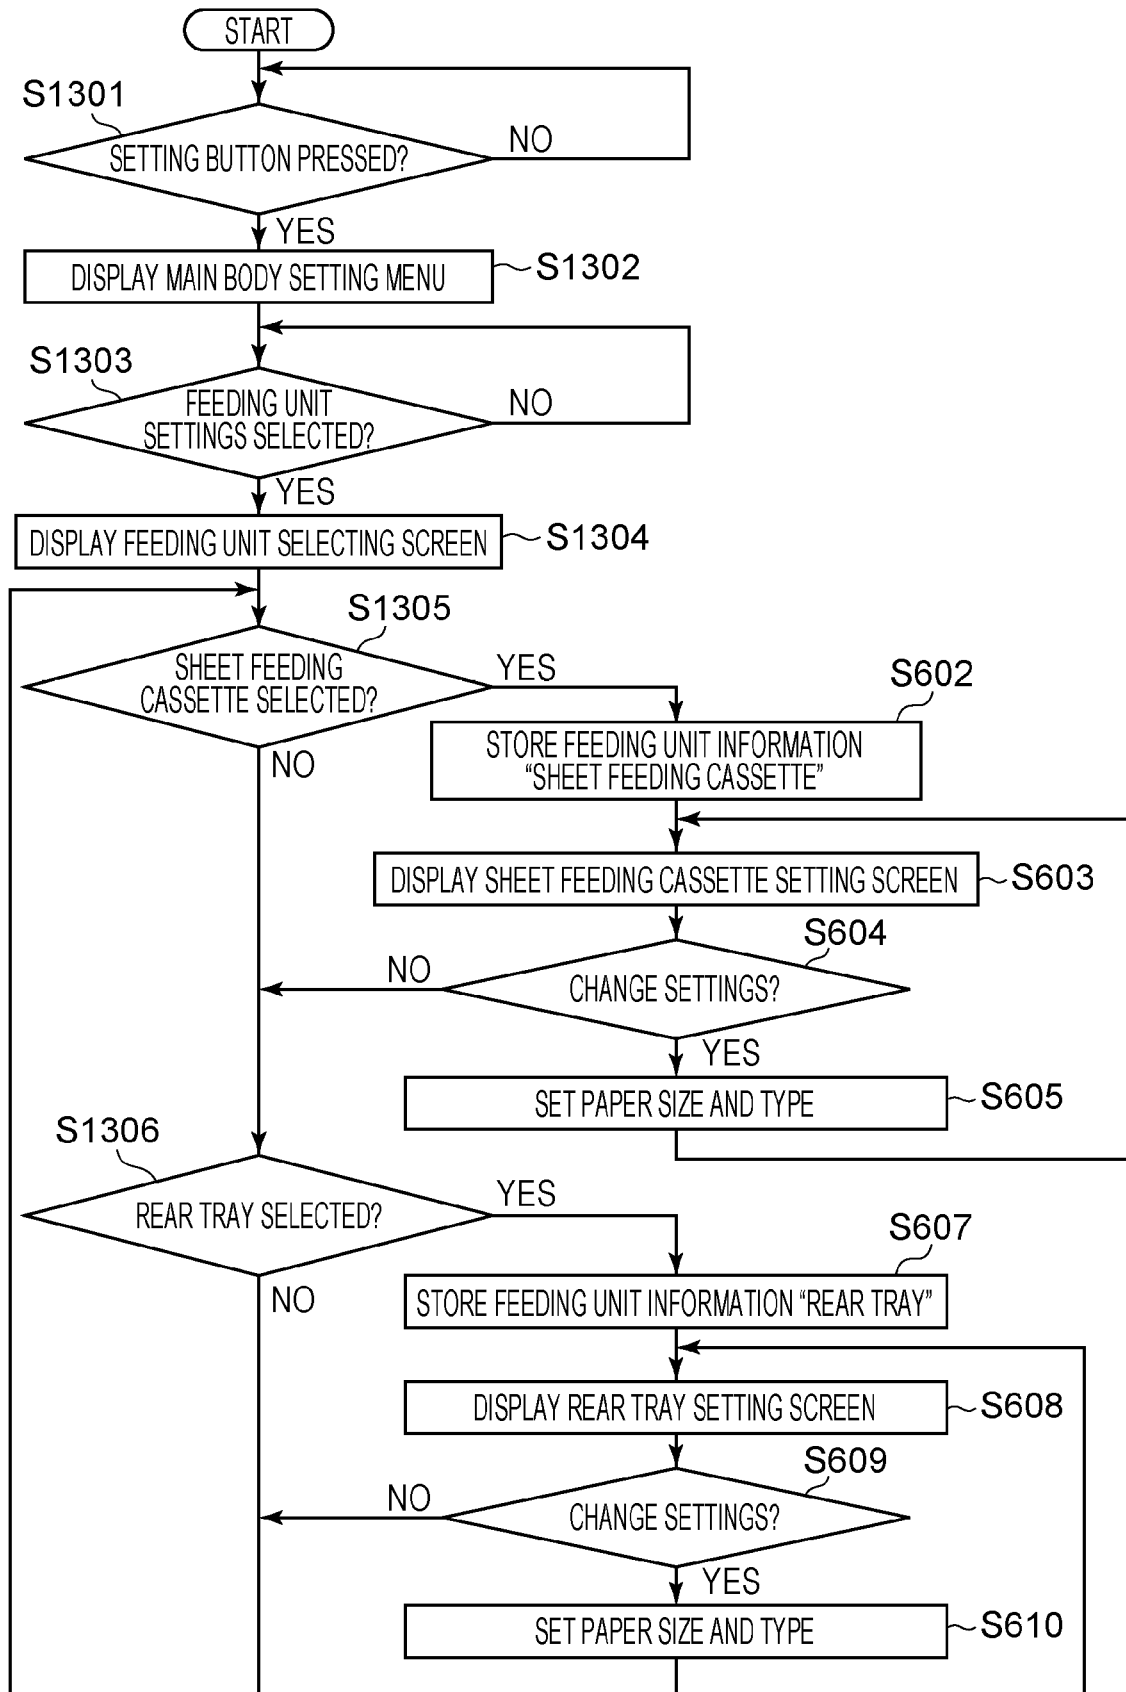 START
S1301
SETTING BUTTON PRESSED?
NO
YES
DISPLAY MAIN BODY SETTING MENU
S1302
S1303
FEEDING UNIT
SETTINGS SELECTED?
NO
YES
DISPLAY FEEDING UNIT SELECTING SCREEN
S1304
S1305
SHEET FEEDING
CASSETTE SELECTED?
YES
NO
S602
STORE FEEDING UNIT INFORMATION
“SHEET FEEDING CASSETTE”
DISPLAY SHEET FEEDING CASSETTE SETTING SCREEN
S603
S604
CHANGE SETTINGS?
NO
YES
SET PAPER SIZE AND TYPE
S605
S1306
REAR TRAY SELECTED?
YES
NO
S607
STORE FEEDING UNIT INFORMATION “REAR TRAY”
DISPLAY REAR TRAY SETTING SCREEN
S608
S609
CHANGE SETTINGS?
NO
YES
SET PAPER SIZE AND TYPE
S610